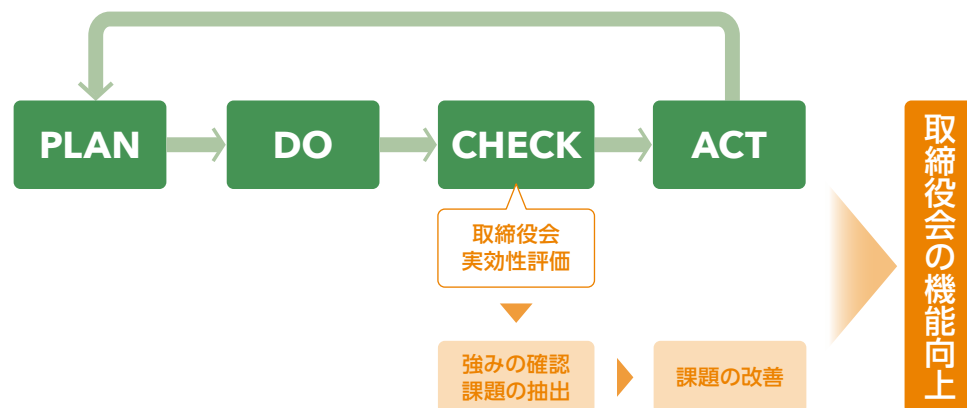 PLAN
DO
CHECK
ACT
取締役会
実効性評価
強みの確認
課題の抽出
課題の改善
取締役会の機能向上